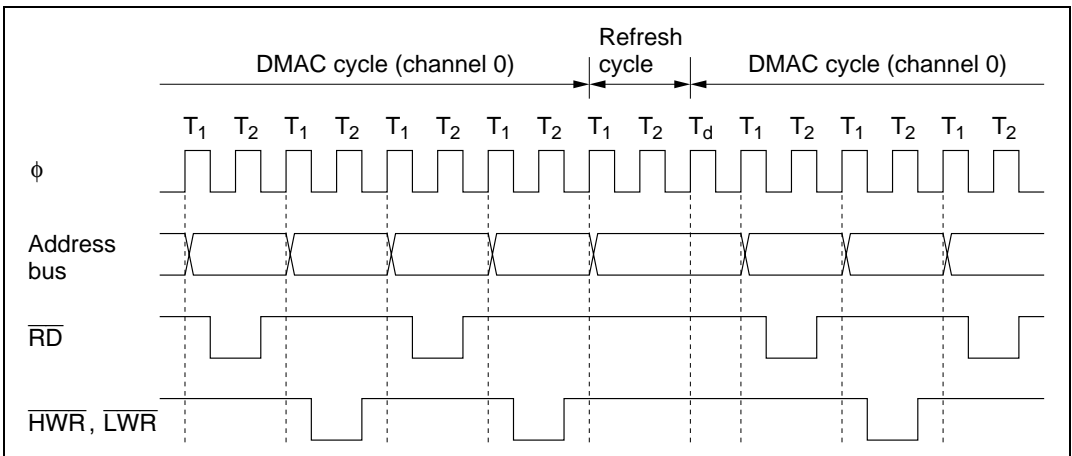 Refresh
DMAC cycle (channel 0) cycle DMAC cycle (channel 0)
T1 T2 T1 T2 T1 T2 T1 T2 T1 T2 Td T1 T2 T1 T2 T1 T2
φ
Address
bus
RD
HWR, LWR